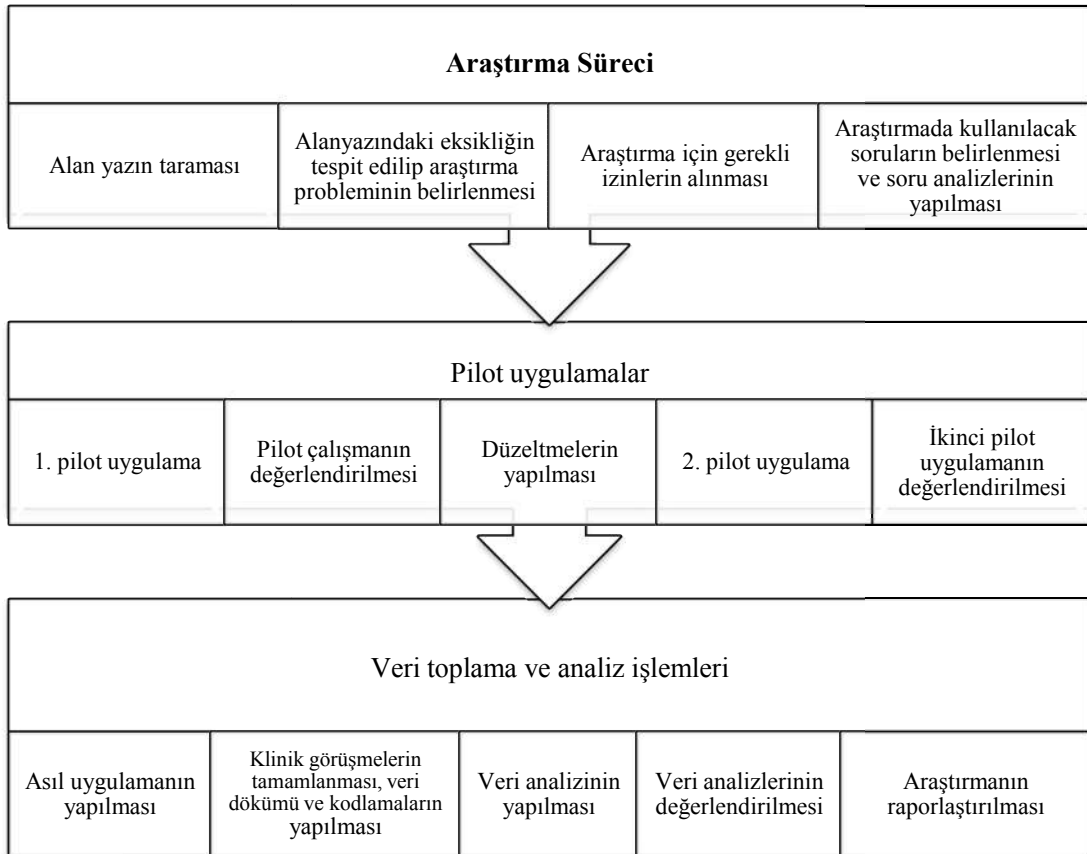 Araştırma Süreci
Alan yazın taraması
Alanyazındaki eksikliğin
tespit edilip araştırma
probleminin belirlenmesi
Araştırma için gerekli
izinlerin alınması
Araştırmada kullanılacak
soruların belirlenmesi
ve soru analizlerinin
yapılması
Pilot uygulamalar
1. pilot uygulama
Pilot çalışmanın
değerlendirilmesi
Düzeltmelerin
yapılması
2. pilot uygulama
İkinci pilot
uygulamanın
değerlendirilmesi
Veri toplama ve analiz işlemleri
Asıl uygulamanın
yapılması
Klinik görüşmelerin
tamamlanması, veri
dökümü ve kodlamaların
yapılması
Veri analizinin
yapılması
Veri analizlerinin
değerlendirilmesi
Araştırmanın
raporlaştırılması